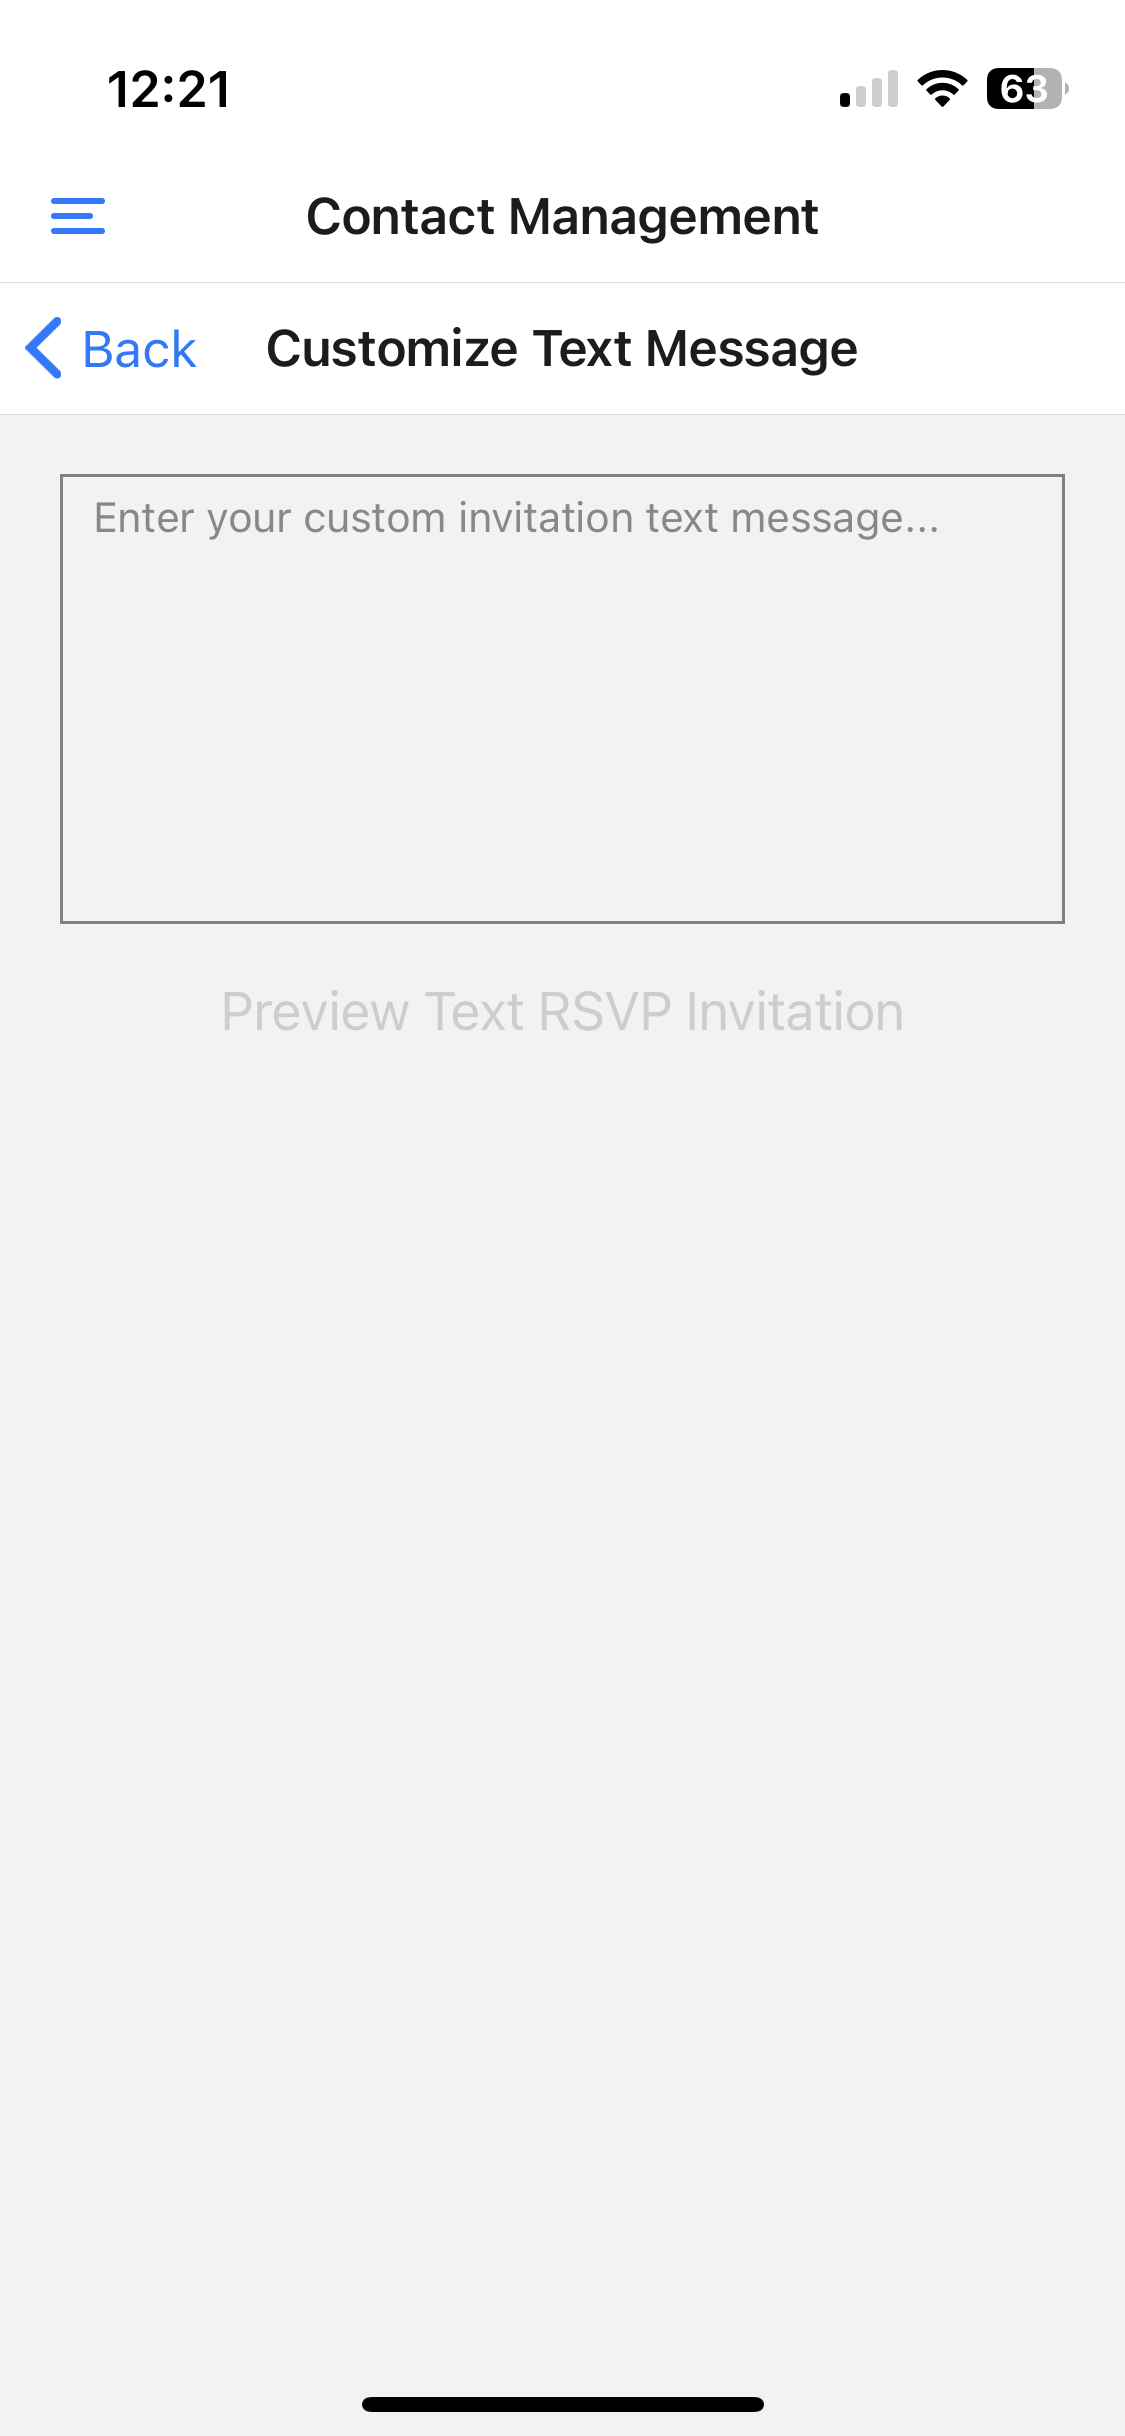 12:21
63
Contact Management
Back
Customize Text Message
Enter your custom invitation text message...
Preview Text RSVP Invitation